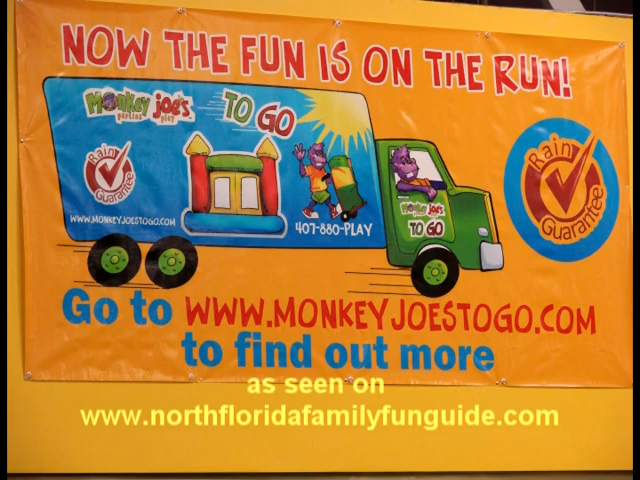 NOW THE FUN IS ON THE RUN!
Monkey Joe's
PARTIES PLAY
TO GO
Rain
Guarantee
WWW.MONKEYJOESTOGO.COM
407-880-PLAY
Monkey Joe's
TO GO
Rain
Guarantee
Go to WWW.MONKEYJOESTOGO.COM
to find out more
as seen on
www.northfloridafamilyfunguide.com